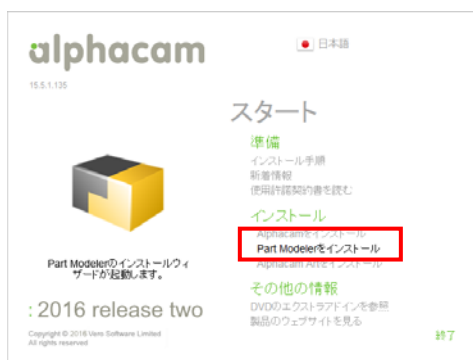 alphacam
日本語
15.5.1.135
スタート
準備
インストール手順
新着情報
使用許諾契約書を読む
インストール
Alphacamをインストール
Part Modelerをインストール
Alphacam Artをインストール
Part Modelerのインストールウィ
ザードが起動します。
その他の情報
DVDのエクストラアドインを参照
製品のウェブサイトを見る
: 2016 release two
Copyright © 2016 Vero Software Limited
All rights reserved
終了